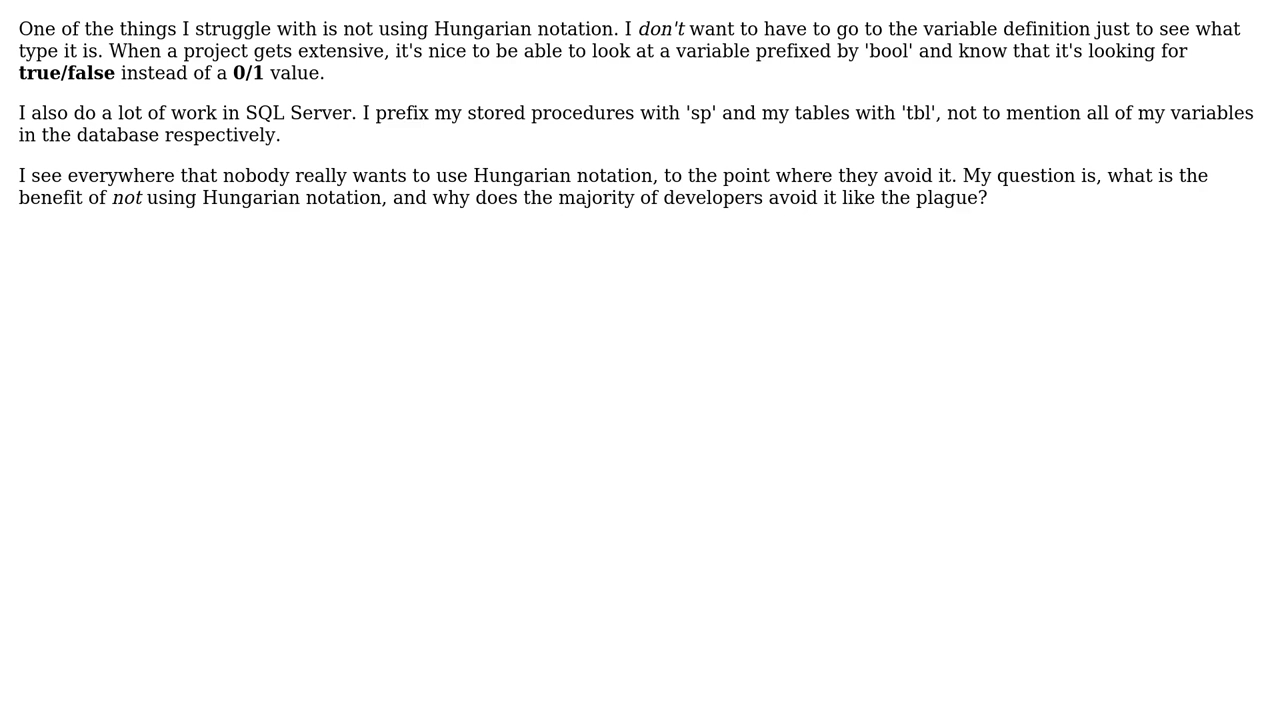 One of the things I struggle with is not using Hungarian notation. I don't want to have to go to the variable definition just to see what
type it is. When a project gets extensive, it's nice to be able to look at a variable prefixed by 'bool' and know that it's looking for
true/false instead of a 0/1 value.
I also do a lot of work in SQL Server. I prefix my stored procedures with 'sp' and my tables with 'tbl', not to mention all of my variables
in the database respectively.
I see everywhere that nobody really wants to use Hungarian notation, to the point where they avoid it. My question is, what is the
benefit of not using Hungarian notation, and why does the majority of developers avoid it like the plague?